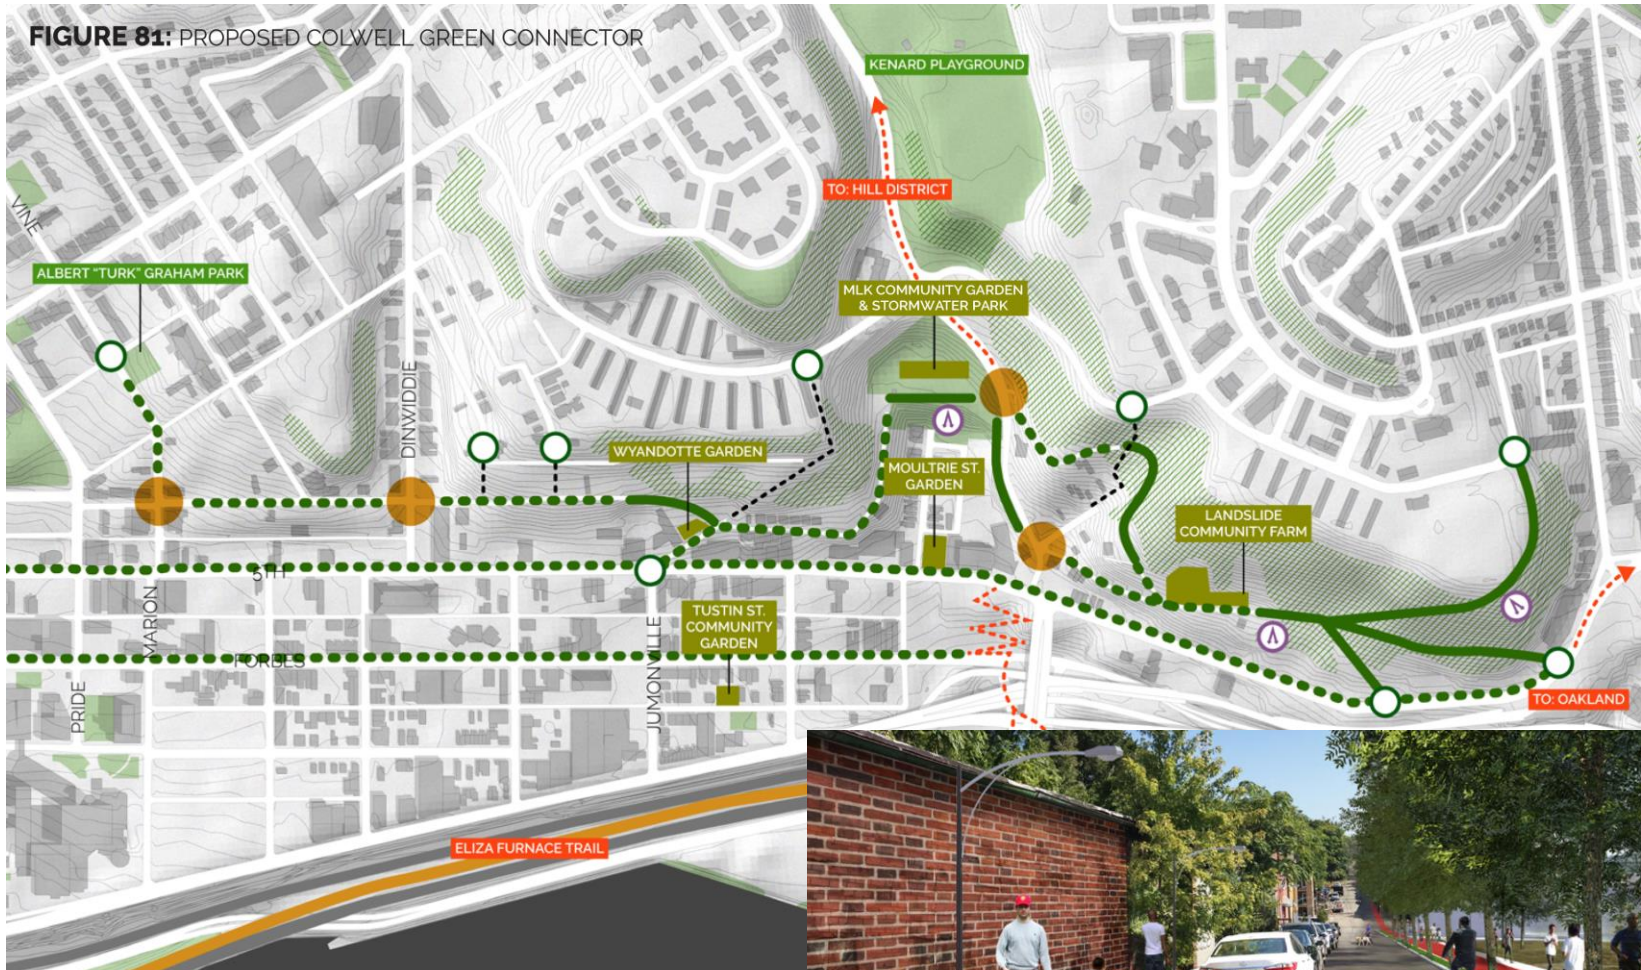 FIGURE 81: PROPOSED COLWELL GREEN CONNECTOR
KENARD PLAYGROUND
TO: HILL DISTRICT
VINE
ALBERT "TURK" GRAHAM PARK
MLK COMMUNITY GARDEN
& STORMWATER PARK
DINWIDDIE
WYANDOTTE GARDEN
MOULTRIE ST.
GARDEN
LANDSLIDE
COMMUNITY FARM
5TH
MARION
TUSTIN ST.
COMMUNITY
GARDEN
JUMONVILLE
FORBES
PRIDE
TO: OAKLAND
ELIZA FURNACE TRAIL